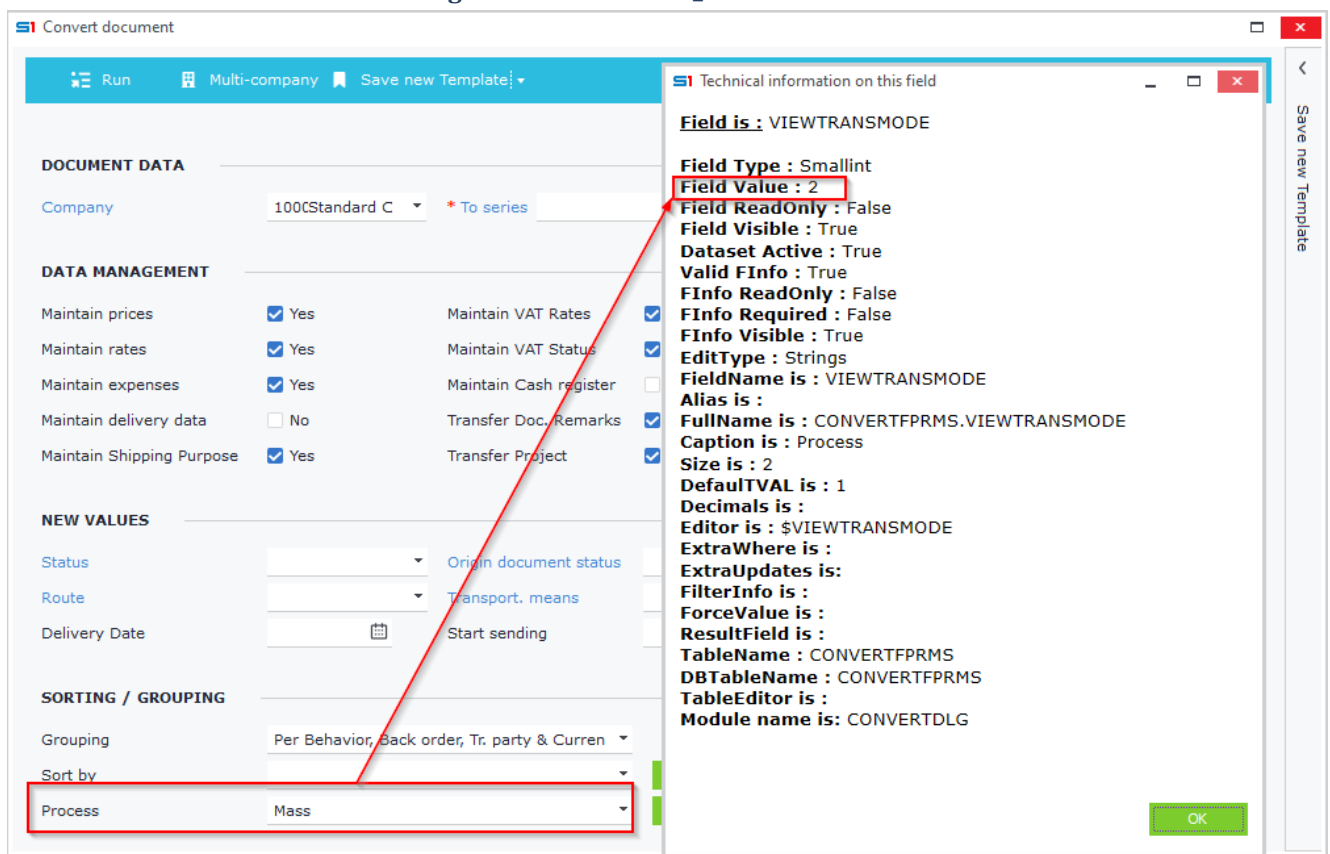 S1 Convert document
Run Multi-company Save new Template
Save new Template
DOCUMENT DATA
Company 100(Standard C * To series
DATA MANAGEMENT
Maintain prices Yes Maintain VAT Rates
Maintain rates Yes Maintain VAT Status
Maintain expenses Yes Maintain Cash register
Maintain delivery data No Transfer Doc. Remarks
Maintain Shipping Purpose Yes Transfer Project
NEW VALUES
Status Origin document status
Route Transport. means
Delivery Date Start sending
SORTING / GROUPING
Grouping Per Behavior, Back order, Tr. party & Curren
Sort by
Process Mass
S1 Technical information on this field
Field is : VIEWTRANSMODE
Field Type : Smallint
Field Value : 2
Field ReadOnly : False
Field Visible : True
Dataset Active : True
Valid FInfo : True
FInfo ReadOnly : False
FInfo Required : False
FInfo Visible : True
EditType : Strings
FieldName is : VIEWTRANSMODE
Alias is :
FullName is : CONVERTFPRMS.VIEWTRANSMODE
Caption is : Process
Size is : 2
DefaulTVAL is : 1
Decimals is :
Editor is : $VIEWTRANSMODE
ExtraWhere is :
ExtraUpdates is:
FilterInfo is :
ForceValue is :
ResultField is :
TableName : CONVERTFPRMS
DBTableName : CONVERTFPRMS
TableEditor is :
Module name is: CONVERTDLG
OK